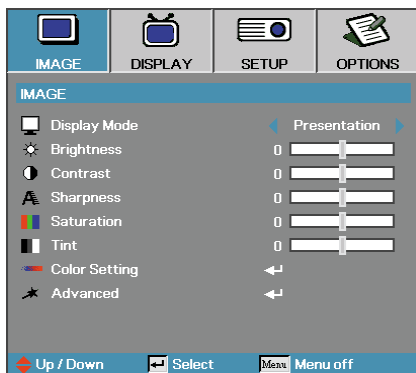 IMAGE DISPLAY SETUP OPTIONS
IMAGE
Display Mode Presentation
Brightness 0
Contrast 0
Sharpness 0
Saturation 0
Tint 0
Color Setting
Advanced
Up / Down Select Menu Menu off